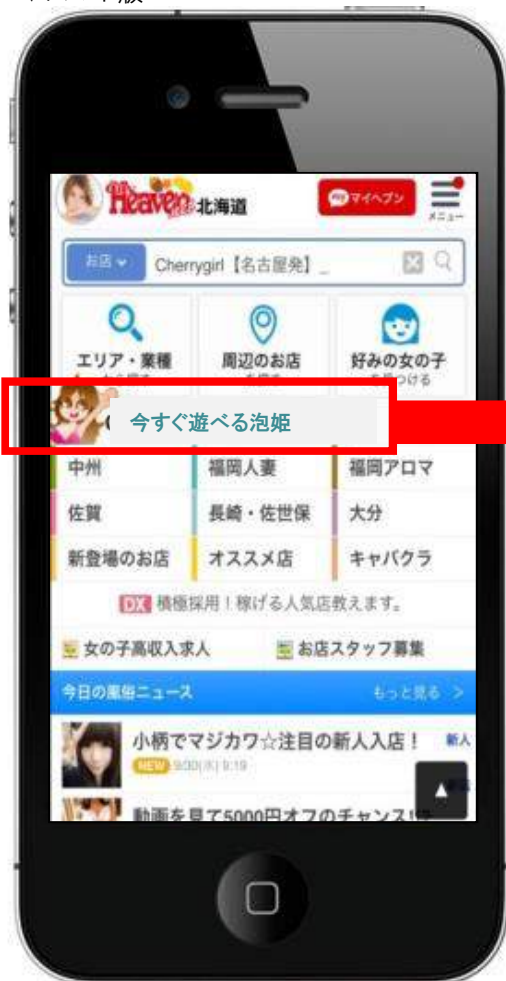 Heaven 北海道
マイヘブン
メニュー
お店 Cherrygirl【名古屋発】_
エリア・業種
周辺のお店
好みの女の子
今すぐ遊べる泡姫
中州
福岡人妻
福岡アロマ
佐賀
長崎・佐世保
大分
新登場のお店
オススメ店
キャバクラ
DX 積極採用！稼げる人気店教えます。
女の子高収入求人
お店スタッフ募集
今日の風俗ニュース
もっと見る >
小柄でマジカワ☆注目の新人入店！
新人
NEW 9/30(水) 9:19
動画を見て5000円オフのチャンス!!?